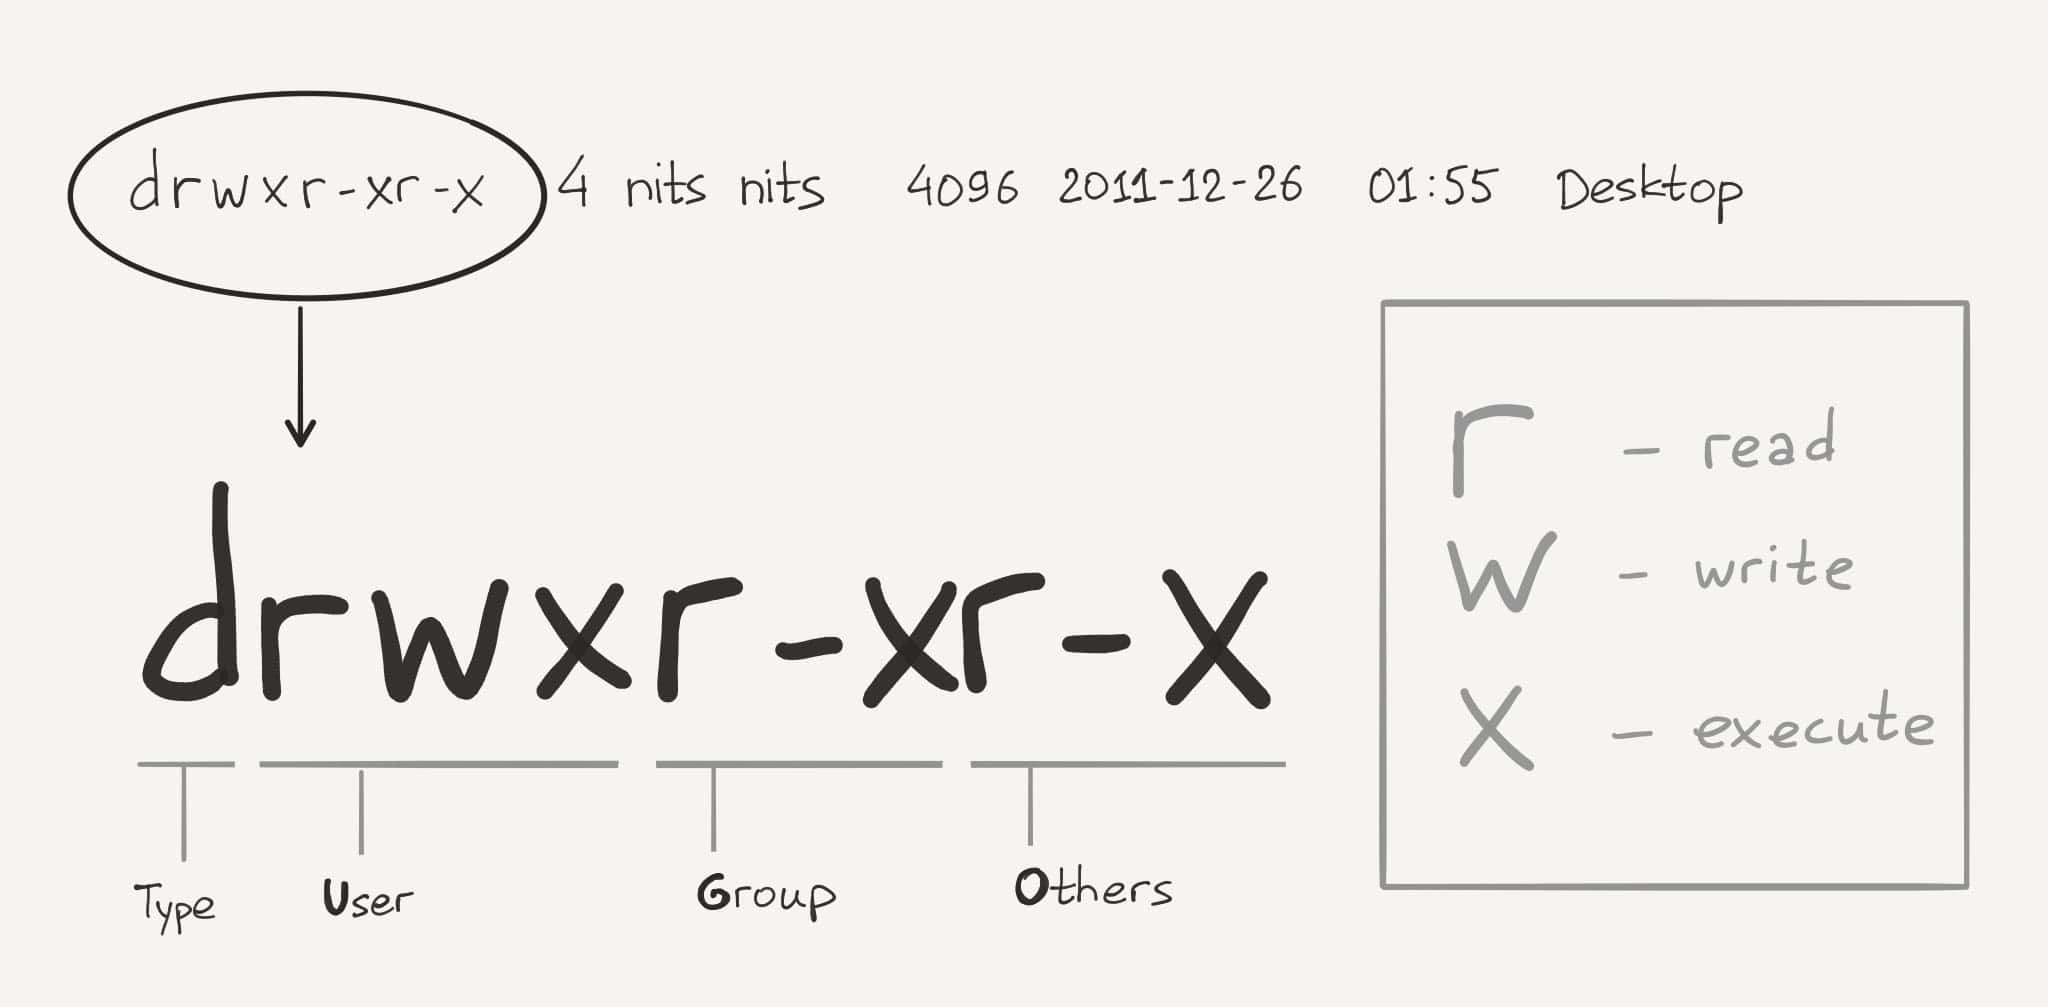 drwxr-xr-x 4 nits nits 4096 2011-12-26 01:55 Desktop
drwxr-xr-x
Type User Group Others
r - read
w - write
x - execute